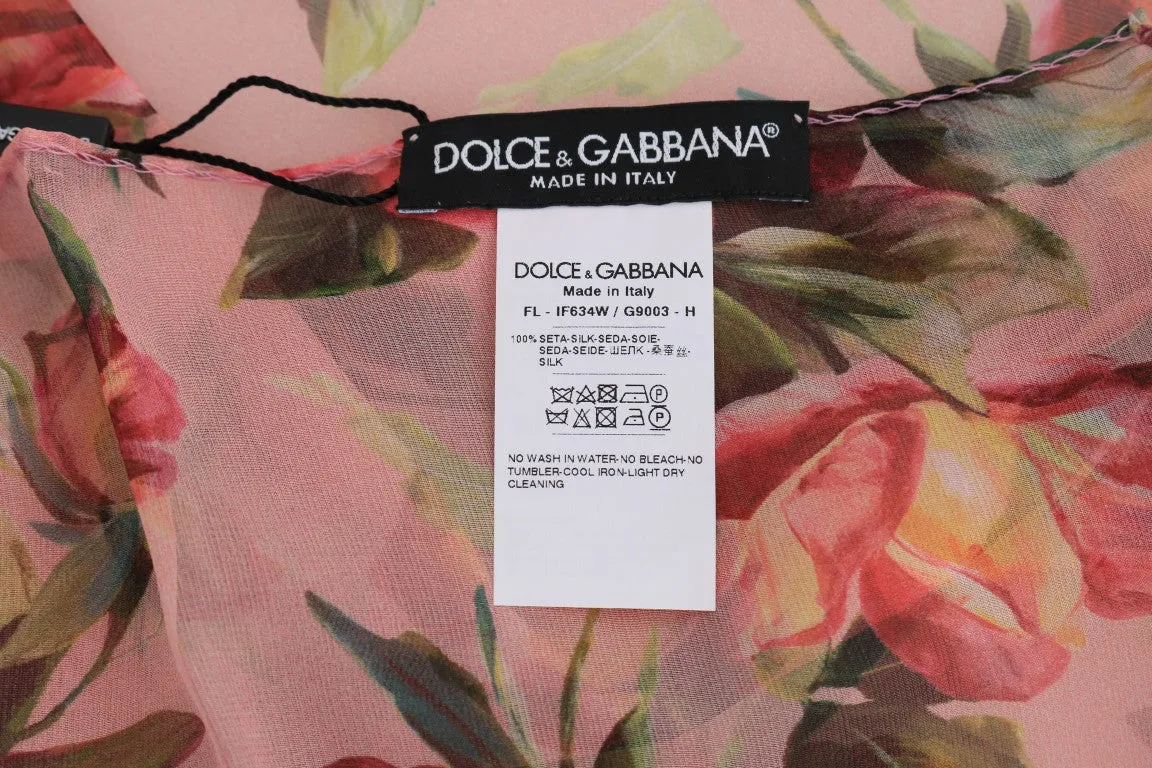 DOLCE & GABBANA®
MADE IN ITALY
DOLCE & GABBANA
Made in Italy
FL - IF634W / G9003 - H
100% SETA-SILK-SEDA-SOIE-
SEDA-SEIDE-ШЕЛК-桑蚕丝-
SILK
P
P
NO WASH IN WATER-NO BLEACH-NO
TUMBLER-COOL IRON-LIGHT DRY
CLEANING